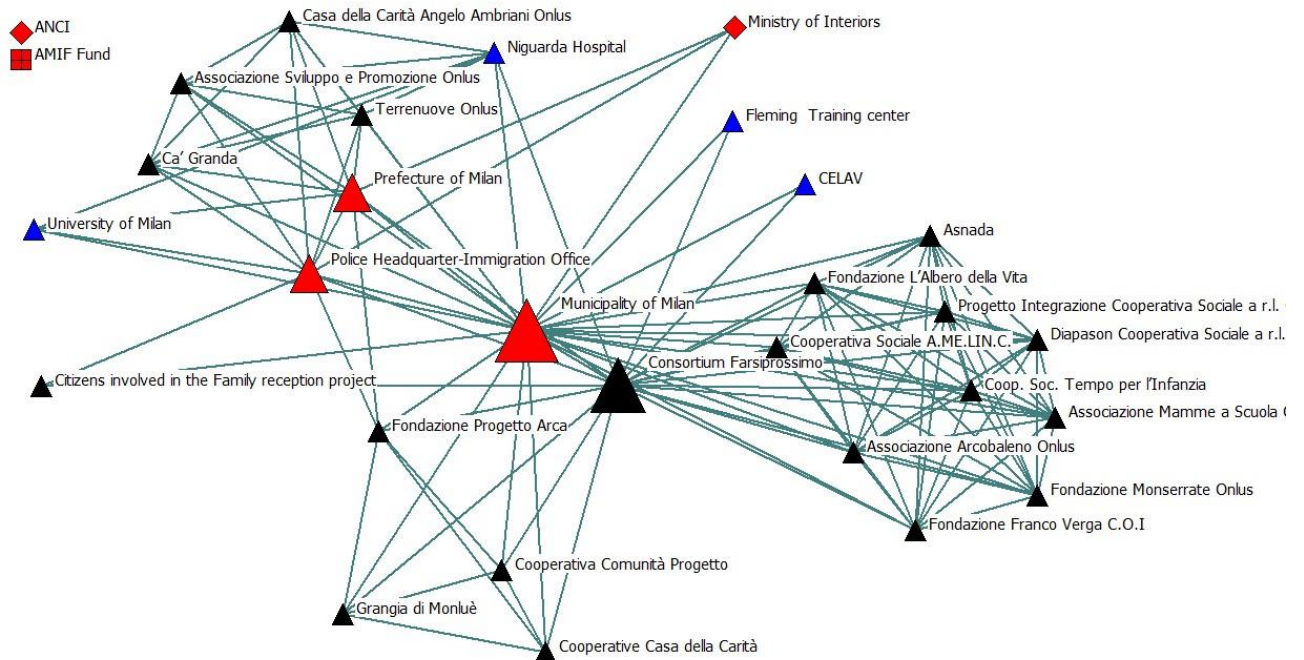 ANCI
AMIF Fund
Casa della Carità Angelo Ambriani Onlus
Ministry of Interiors
Niguarda Hospital
Associazione Sviluppo e Promozione Onlus
Terrenuove Onlus
Fleming Training center
Ca' Granda
Prefecture of Milan
CELAV
University of Milan
Asnada
Police Headquarter-Immigration Office
Fondazione L'Albero della Vita
Municipality of Milan
Progetto Integrazione Cooperativa Sociale a r.l.
Diapason Cooperativa Sociale a r.l.
Cooperativa Sociale A.ME.LIN.C.
Consortium Farsiprossimo
Citizens involved in the Family reception project
Coop. Soc. Tempo per l'Infanzia
Associazione Mamme a Scuola
Fondazione Progetto Arca
Associazione Arcobaleno Onlus
Fondazione Monserrate Onlus
Fondazione Franco Verga C.O.I
Cooperativa Comunità Progetto
Grangia di Monluè
Cooperative Casa della Carità